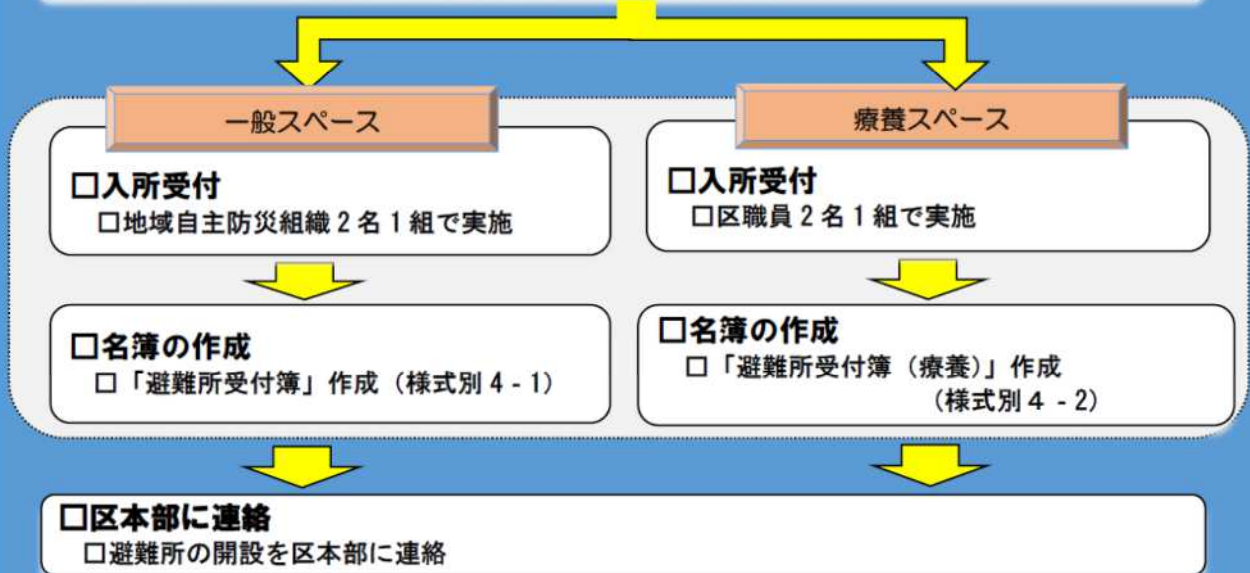 一般スペース
□入所受付
□地域自主防災組織2名1組で実施
□名簿の作成
□「避難所受付簿」作成(様式別4-1)
療養スペース
□入所受付
□区職員2名1組で実施
□名簿の作成
□「避難所受付簿(療養)」作成
(様式別4-2)
□区本部に連絡
□避難所の開設を区本部に連絡